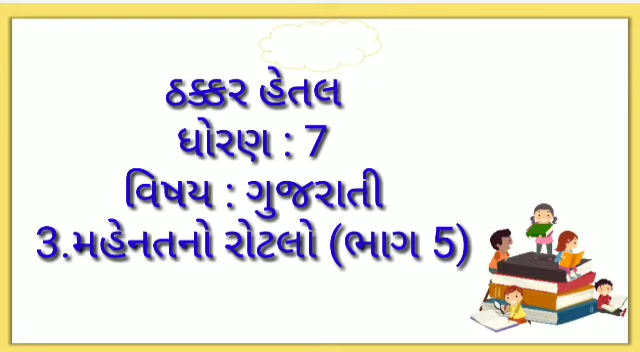 ઠક્કર હેતલ
ધોરણ : 7
વિષય : ગુજરાતી
3.મહેનતનો રોટલો (ભાગ 5)